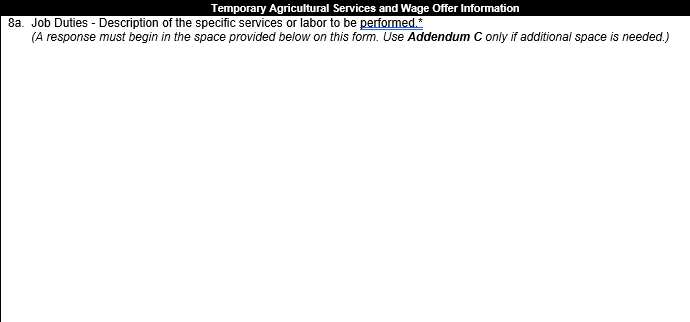 Temporary Agricultural Services and Wage Offer Information
8a. Job Duties - Description of the specific services or labor to be performed.*
(A response must begin in the space provided below on this form. Use Addendum C only if additional space is needed.)